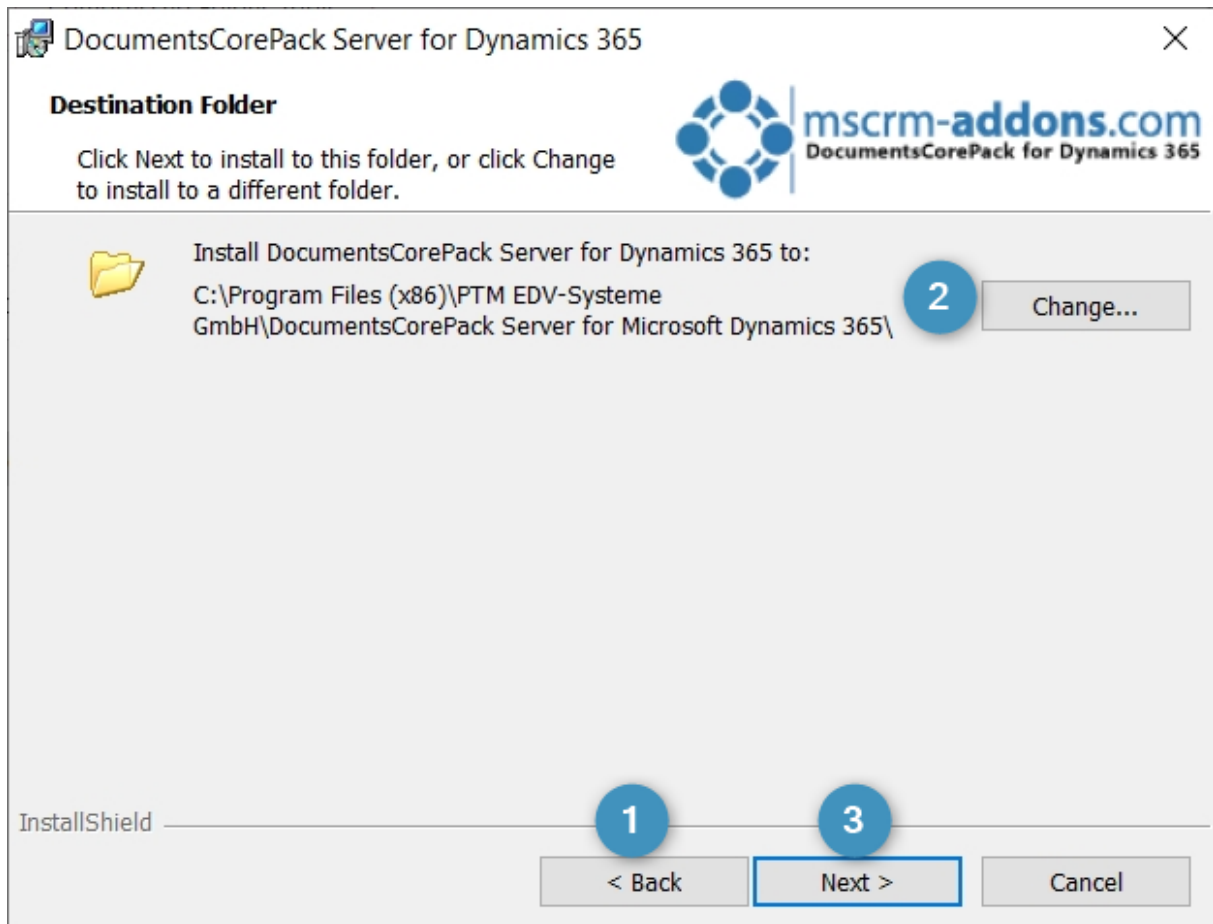 DocumentsCorePack Server for Dynamics 365
Destination Folder
Click Next to install to this folder, or click Change
to install to a different folder.
mscrm-addons.com
DocumentsCorePack for Dynamics 365
Install DocumentsCorePack Server for Dynamics 365 to:
C:\Program Files (x86)\PTM EDV-Systeme
GmbH\DocumentsCorePack Server for Microsoft Dynamics 365\
2
Change...
InstallShield
1
3
< Back
Next >
Cancel